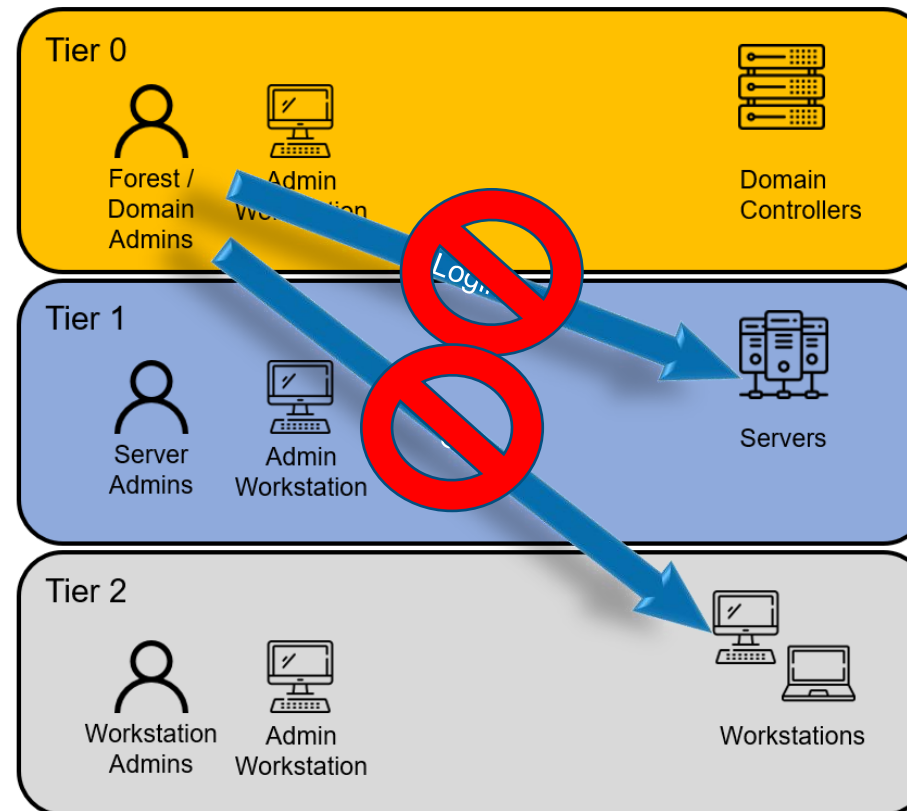 Tier 0
Forest /
Domain
Admins
Admin
Domain
Controllers
Tier 1
Server
Admins
Admin
Workstation
Servers
Tier 2
Workstation
Admins
Admin
Workstation
Workstations